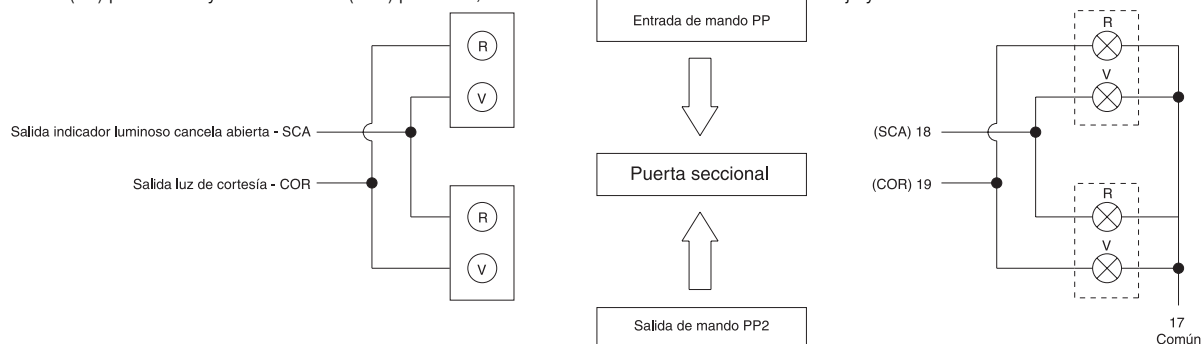 Entrada de mando PP
R
V
Salida indicador luminoso cancela abierta - SCA
Salida luz de cortesía - COR
R
V
Puerta seccional
Salida de mando PP2
R
V
(SCA) 18
(COR) 19
R
V
17
Común